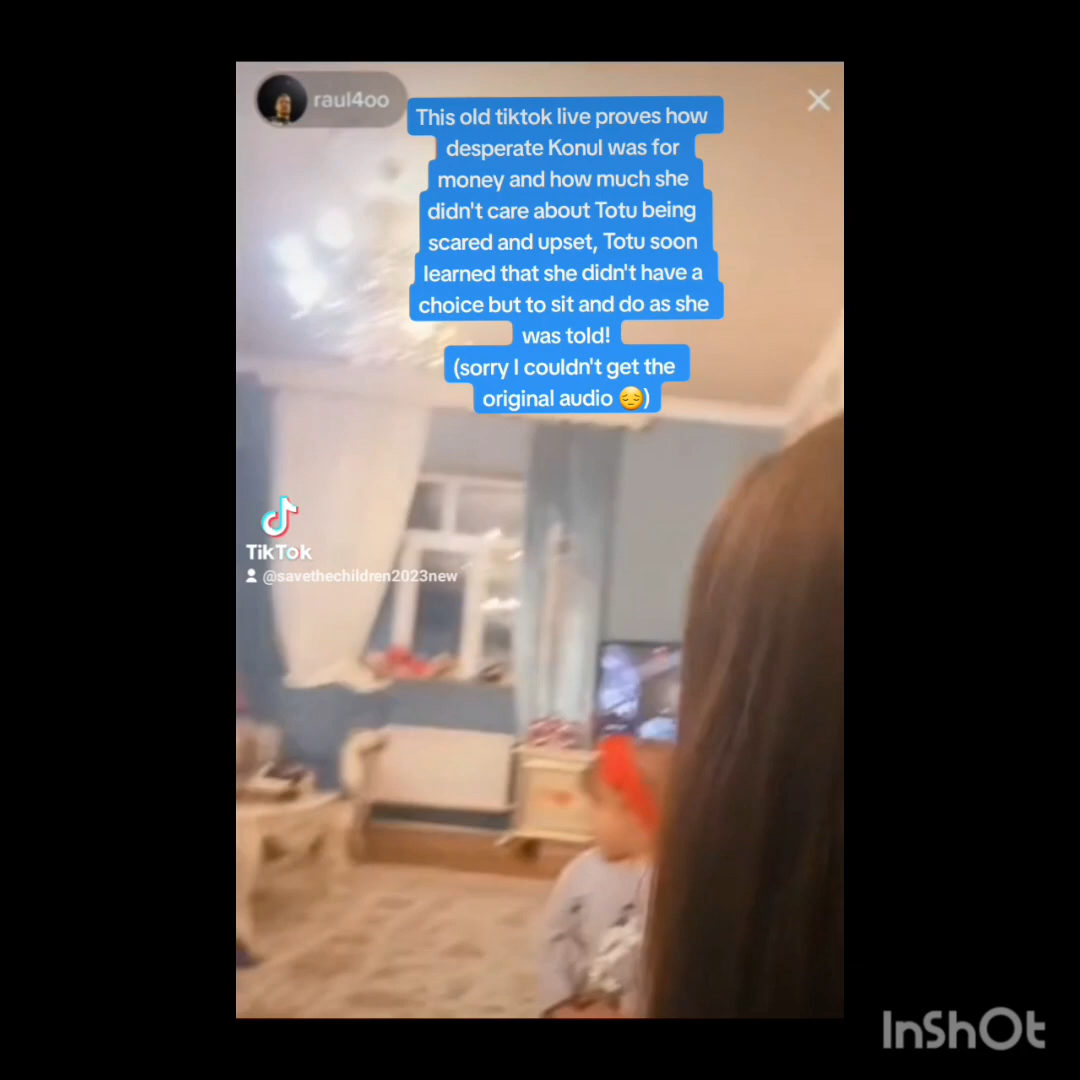 raul4oo
This old tiktok live proves how
desperate Konul was for
money and how much she
didn't care about Totu being
scared and upset, Totu soon
learned that she didn't have a
choice but to sit and do as she
was told!
(sorry I couldn't get the
original audio 😔)
TikTok
@savethechildren2023new
InShOt